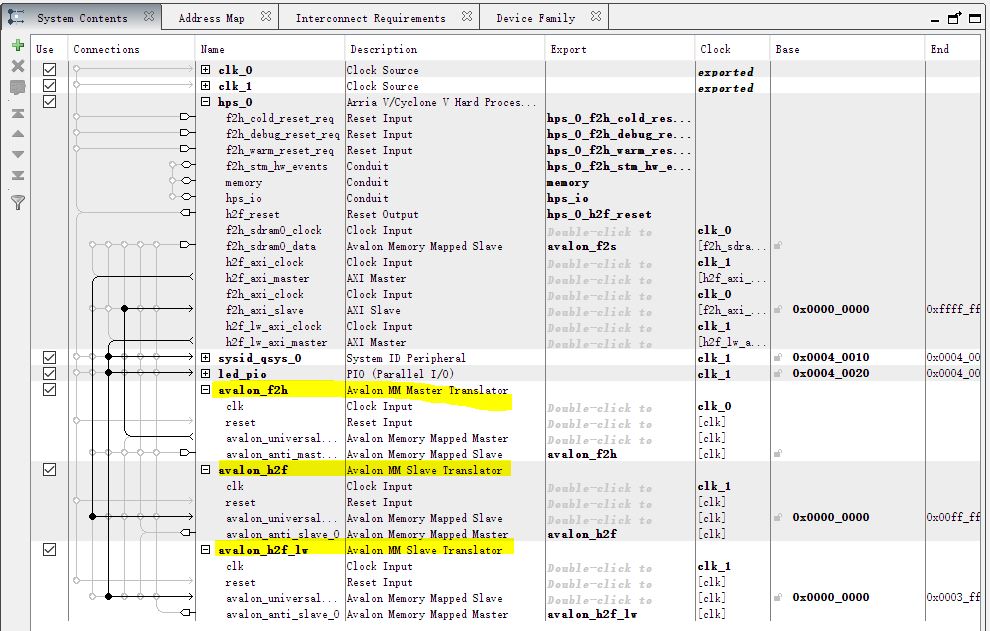 System Contents Address Map Interconnect Requirements Device Family
Use Connections Name Description Export Clock Base End
clk_0 Clock Source exported
clk_1 Clock Source exported
hps_0 Arria V/Cyclone V Hard Proces...
f2h_cold_reset_req Reset Input hps_0_f2h_cold_res...
f2h_debug_reset_req Reset Input hps_0_f2h_debug_re...
f2h_warm_reset_req Reset Input hps_0_f2h_warm_res...
f2h_stm_hw_events Conduit hps_0_f2h_stm_hw_e...
memory Conduit memory
hps_io Conduit hps_io
h2f_reset Reset Output hps_0_h2f_reset
f2h_sdram0_clock Clock Input Double-click to clk_0
f2h_sdram0_data Avalon Memory Mapped Slave avalon_f2s [f2h_sdra...
h2f_axi_clock Clock Input Double-click to clk_1
h2f_axi_master AXI Master Double-click to [h2f_axi_...
f2h_axi_clock Clock Input Double-click to clk_0
f2h_axi_slave AXI Slave Double-click to [f2h_axi_... 0x0000_0000 0xffff_ff
h2f_lw_axi_clock Clock Input Double-click to clk_1
h2f_lw_axi_master AXI Master Double-click to [h2f_lw_a...
sysid_qsys_0 System ID Peripheral clk_1 0x0004_0010 0x0004_00
led_pio PIO (Parallel I/O) clk_1 0x0004_0020 0x0004_00
avalon_f2h Avalon MM Master Translator
clk Clock Input Double-click to clk_0
reset Reset Input Double-click to [clk]
avalon_universal... Avalon Memory Mapped Master Double-click to [clk]
avalon_anti_mast... Avalon Memory Mapped Slave avalon_f2h [clk]
avalon_h2f Avalon MM Slave Translator
clk Clock Input Double-click to clk_1
reset Reset Input Double-click to [clk]
avalon_universal... Avalon Memory Mapped Slave Double-click to [clk] 0x0000_0000 0x00ff_ff
avalon_anti_slave_0 Avalon Memory Mapped Master avalon_h2f [clk]
avalon_h2f_lw Avalon MM Slave Translator
clk Clock Input Double-click to clk_1
reset Reset Input Double-click to [clk]
avalon_universal... Avalon Memory Mapped Slave Double-click to [clk] 0x0000_0000 0x0003_ff
avalon_anti_slave_0 Avalon Memory Mapped Master avalon_h2f_lw [clk]